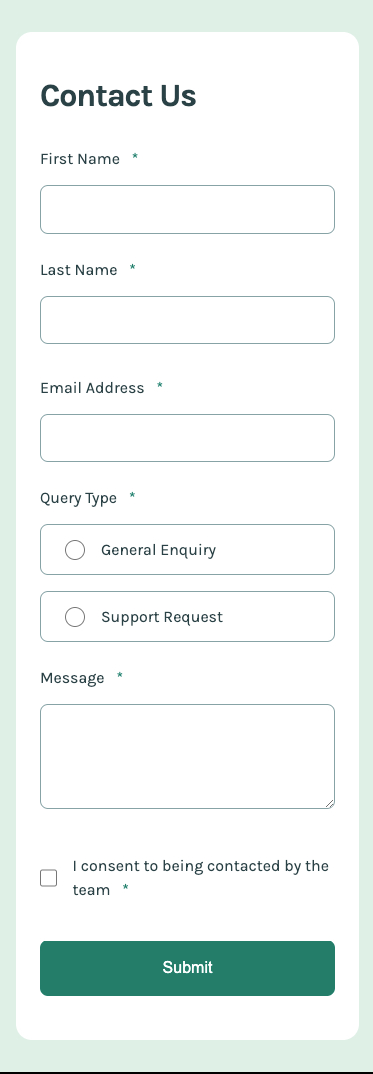 Contact Us
First Name *
Last Name *
Email Address *
Query Type *
General Enquiry
Support Request
Message *
I consent to being contacted by the
team *
Submit